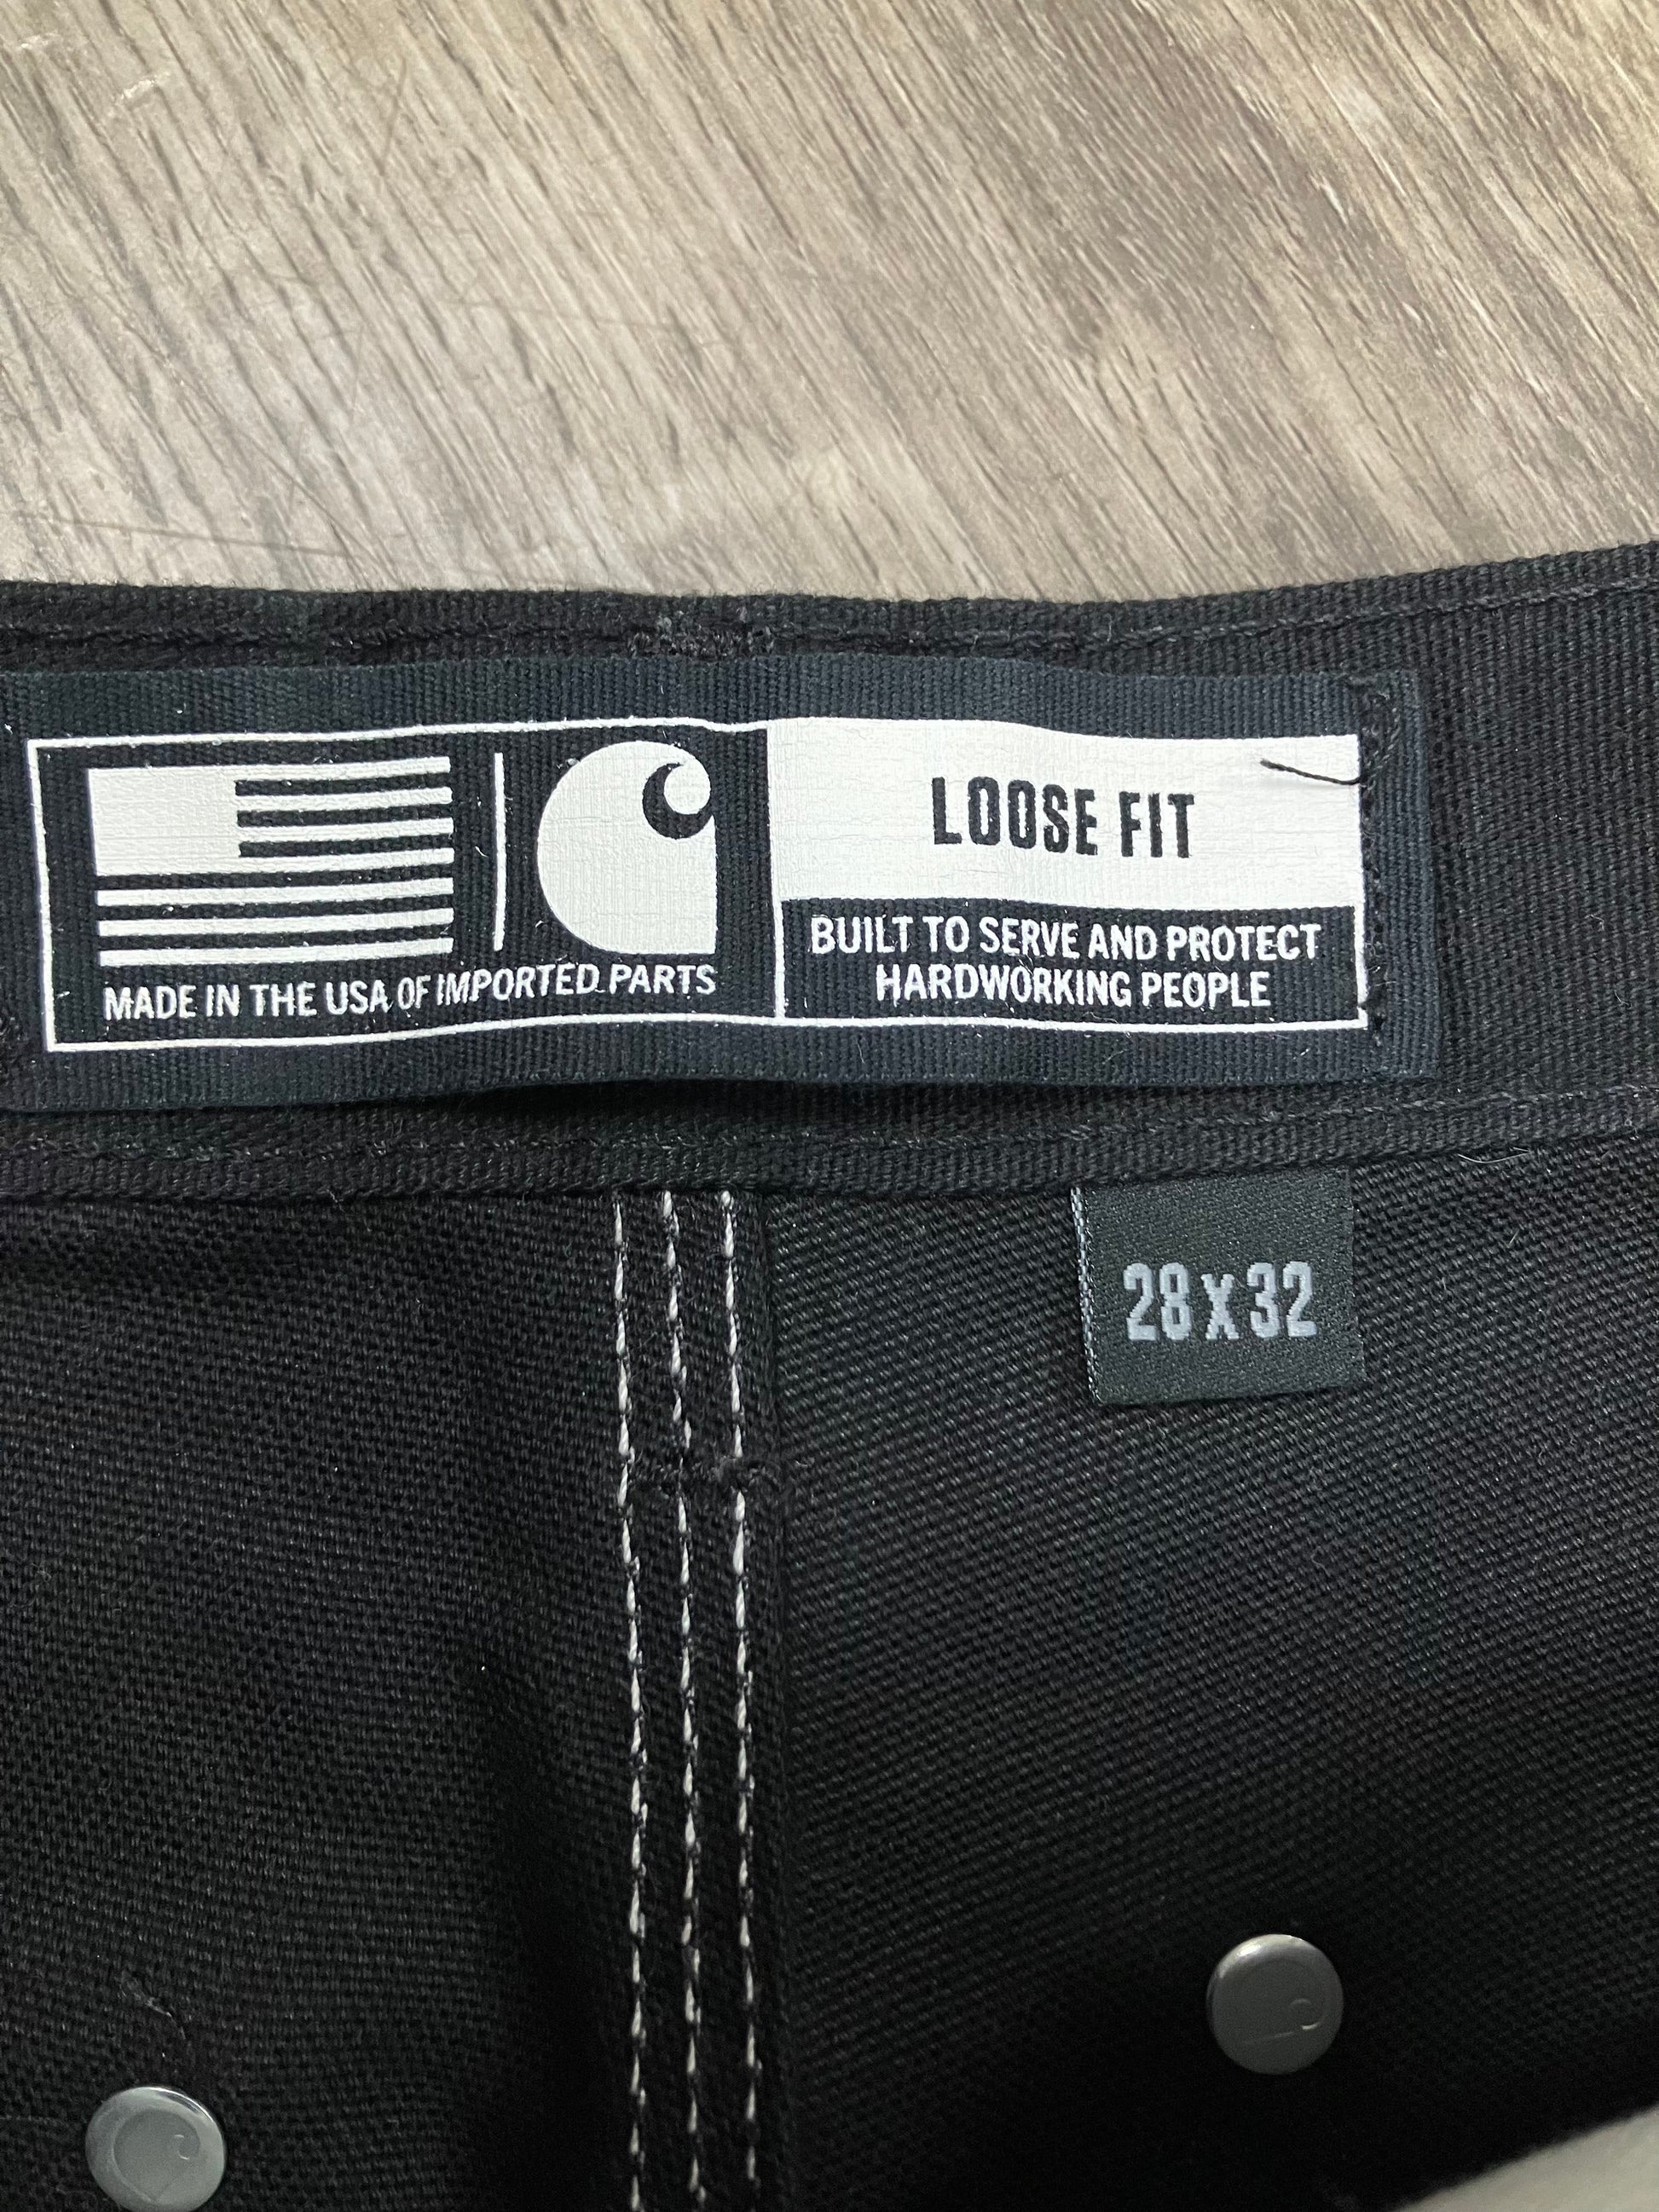 LOOSE FIT
BUILT TO SERVE AND PROTECT
HARDWORKING PEOPLE
MADE IN THE USA OF IMPORTED PARTS
28 X 32